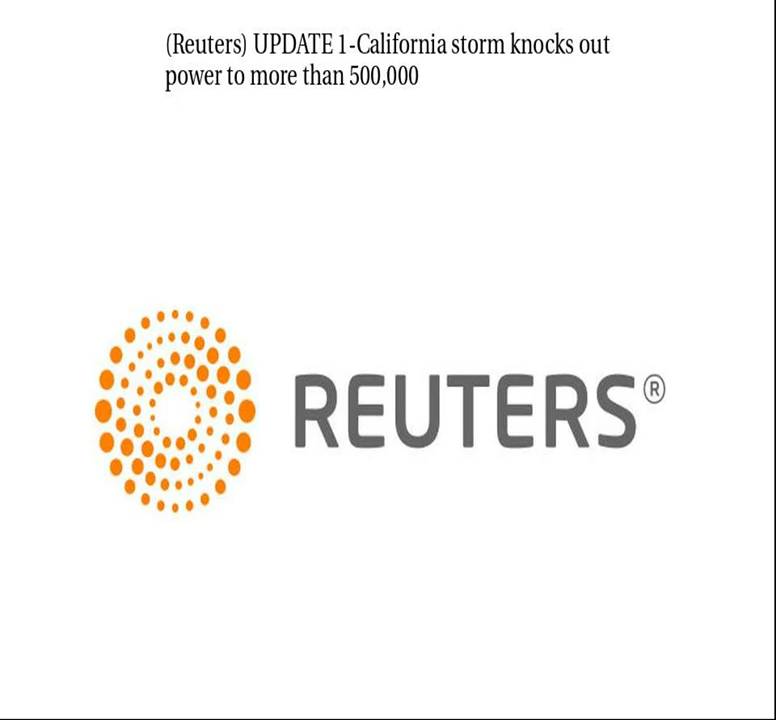 (Reuters) UPDATE 1-California storm knocks out
power to more than 500,000
REUTERS®